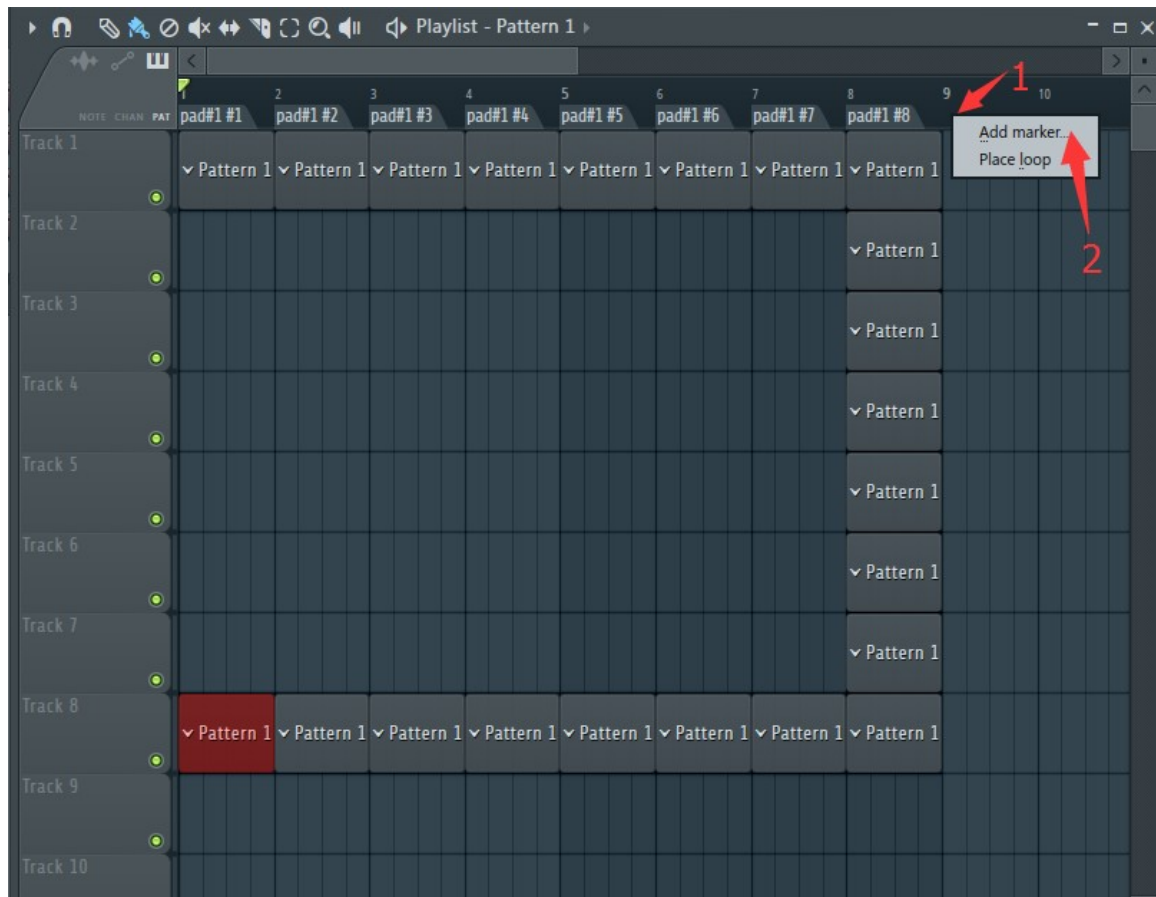 Playlist - Pattern 1
NOTE CHAN PAT
1 2 3 4 5 6 7 8 9 10
pad#1 #1 pad#1 #2 pad#1 #3 pad#1 #4 pad#1 #5 pad#1 #6 pad#1 #7 pad#1 #8
1
Add marker...
Place loop
2
Track 1
Pattern 1 Pattern 1 Pattern 1 Pattern 1 Pattern 1 Pattern 1 Pattern 1 Pattern 1
Track 2
Pattern 1
Track 3
Pattern 1
Track 4
Pattern 1
Track 5
Pattern 1
Track 6
Pattern 1
Track 7
Pattern 1
Track 8
Pattern 1 Pattern 1 Pattern 1 Pattern 1 Pattern 1 Pattern 1 Pattern 1 Pattern 1
Track 9
Track 10